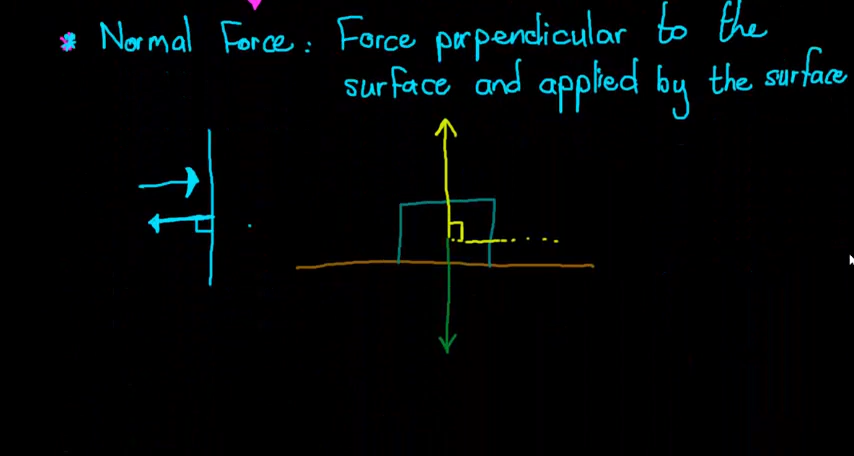 * Normal Force: Force perpendicular to the
surface and applied by the surface